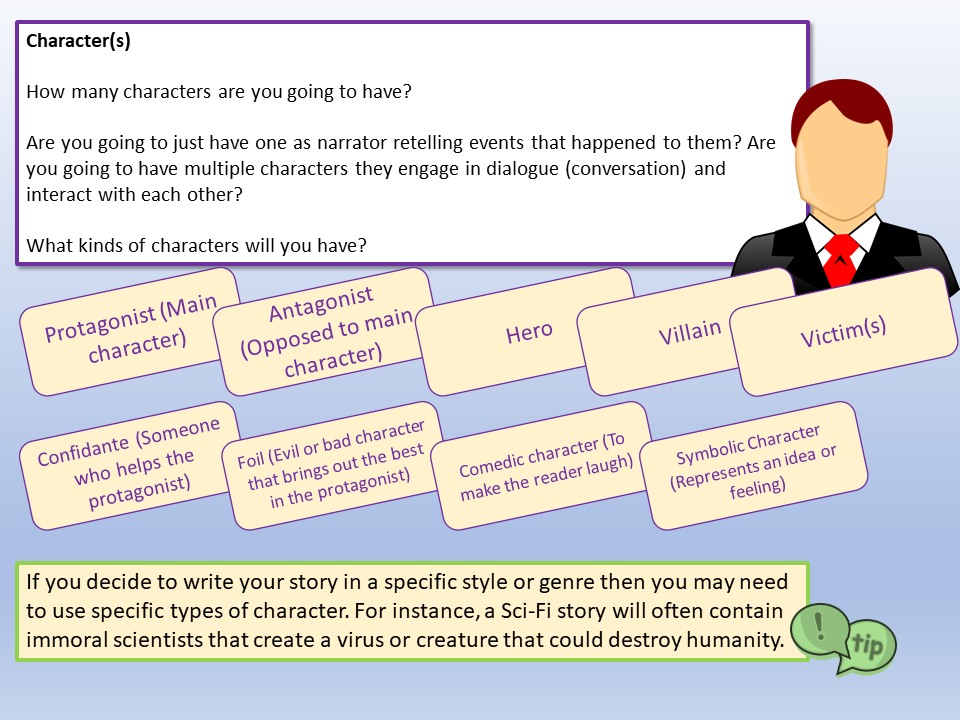 Character(s)
How many characters are you going to have?
Are you going to just have one as narrator retelling events that happened to them? Are
you going to have multiple characters they engage in dialogue (conversation) and
interact with each other?
What kinds of characters will you have?
Protagonist (Main
character)
Antagonist
(Opposed to main
character)
Hero
Villain
Victim(s)
Confidante (Someone
who helps the
protagonist)
Foil (Evil or bad character
that brings out the best
in the protagonist)
Comedic character (To
make the reader laugh)
Symbolic Character
(Represents an idea or
feeling)
If you decide to write your story in a specific style or genre then you may need
to use specific types of character. For instance, a Sci-Fi story will often contain
immoral scientists that create a virus or creature that could destroy humanity.
!
tip